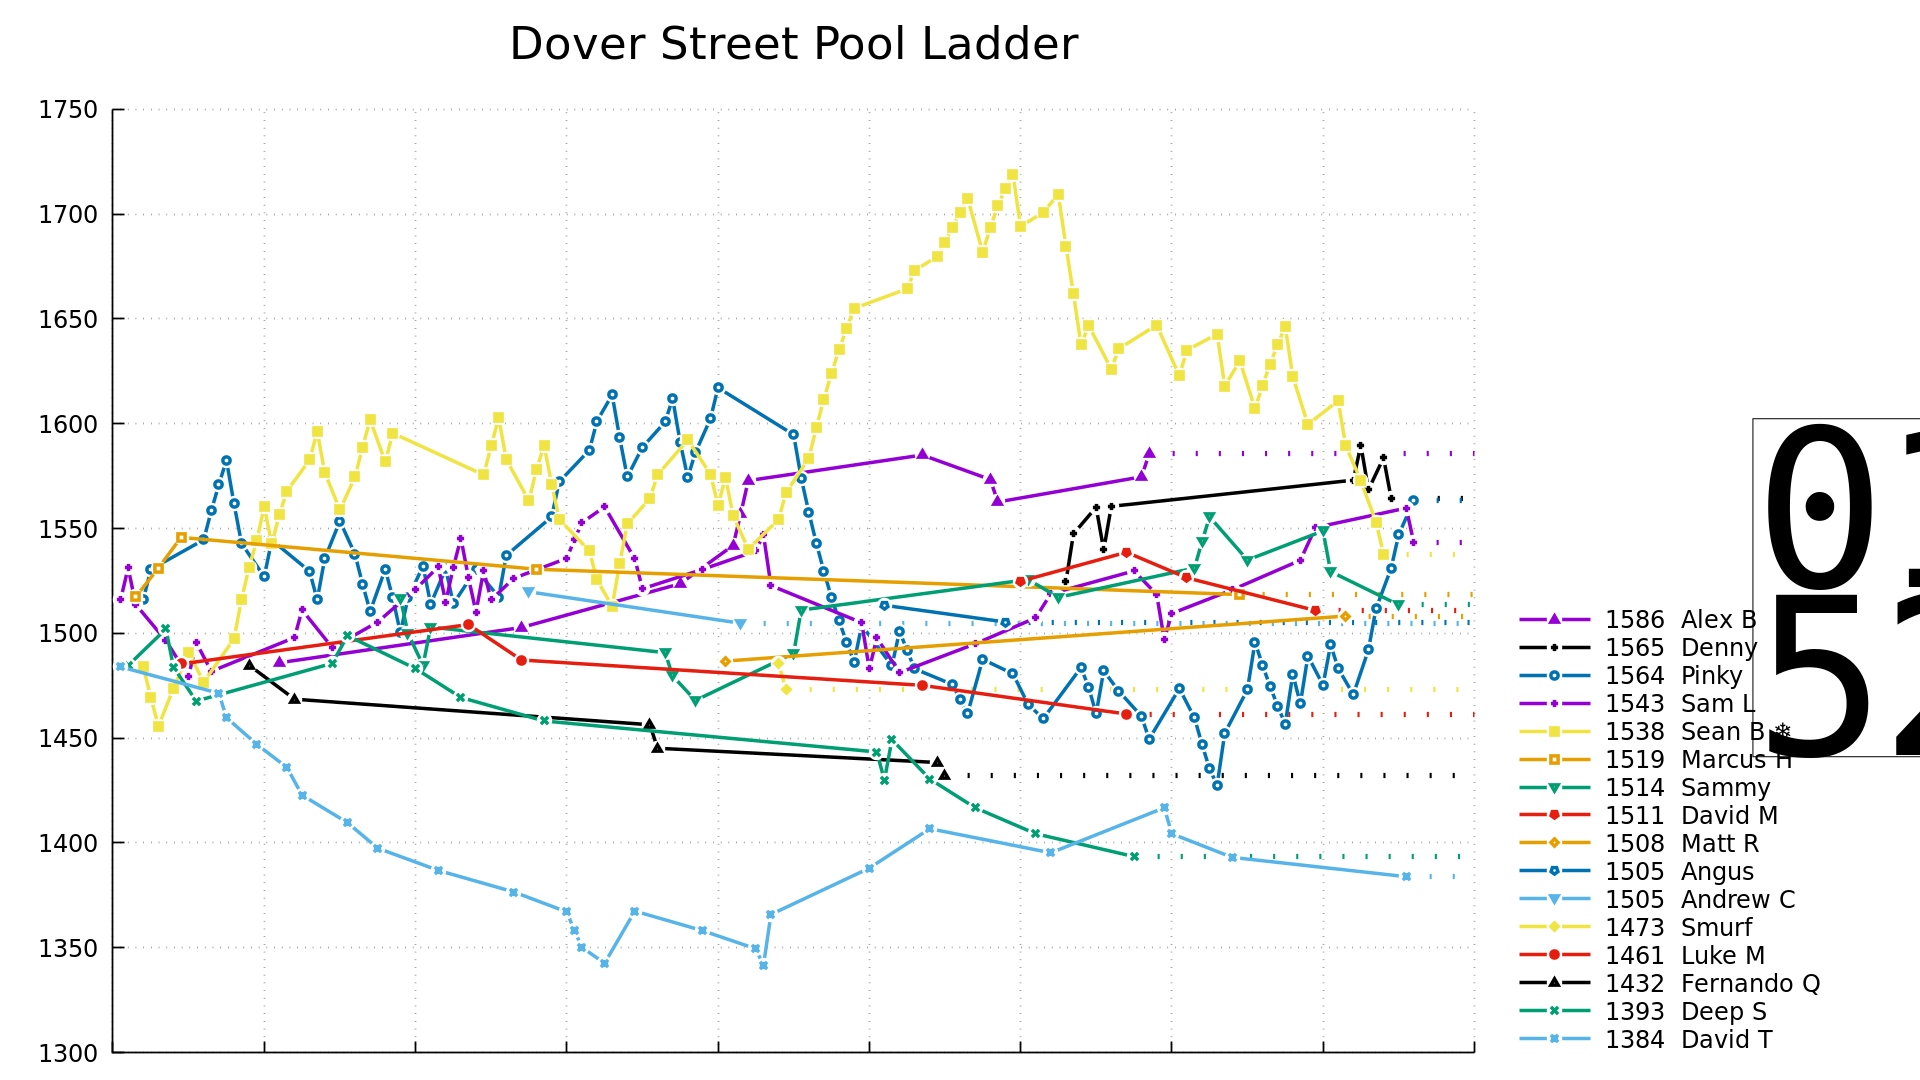 Dover Street Pool Ladder
1750
1700
1650
1600
1550
1500
1450
1400
1350
1300
1586 Alex B
1565 Denny
1564 Pinky
1543 Sam L
1538 Sean B ❄
1519 Marcus H
1514 Sammy
1511 David M
1508 Matt R
1505 Angus
1505 Andrew C
1473 Smurf
1461 Luke M
1432 Fernando Q
1393 Deep S
1384 David T
01
52